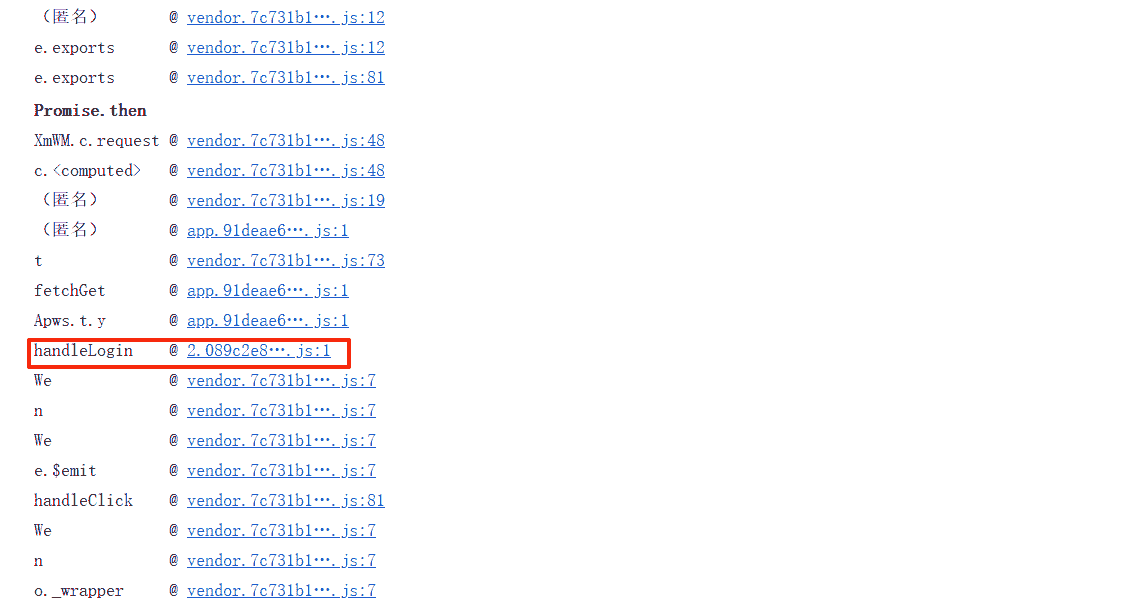 （匿名） @ vendor.7c731b1….js:12
e.exports @ vendor.7c731b1….js:12
e.exports @ vendor.7c731b1….js:81
Promise.then
XmWM.c.request @ vendor.7c731b1….js:48
c.<computed> @ vendor.7c731b1….js:48
（匿名） @ vendor.7c731b1….js:19
（匿名） @ app.91deae6….js:1
t @ vendor.7c731b1….js:73
fetchGet @ app.91deae6….js:1
Apws.t.y @ app.91deae6….js:1
handleLogin @ 2.089c2e8….js:1
We @ vendor.7c731b1….js:7
n @ vendor.7c731b1….js:7
We @ vendor.7c731b1….js:7
e.$emit @ vendor.7c731b1….js:7
handleClick @ vendor.7c731b1….js:81
We @ vendor.7c731b1….js:7
n @ vendor.7c731b1….js:7
o._wrapper @ vendor.7c731b1….js:7